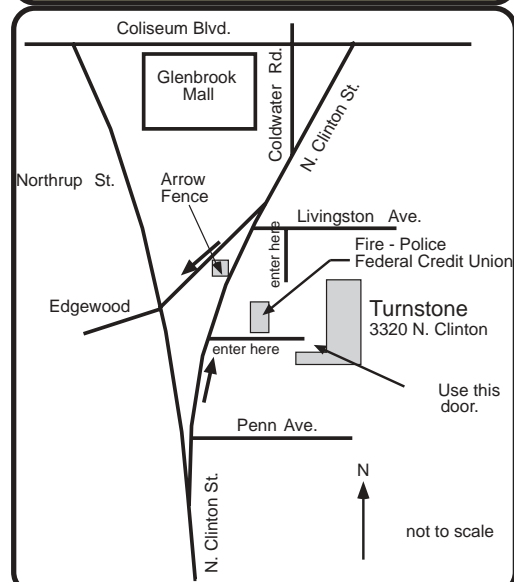 Coliseum Blvd.
Glenbrook
Mall
Coldwater Rd.
N. Clinton St.
Northrup St.
Arrow
Fence
Livingston Ave.
enter here
Fire - Police
Federal Credit Union
Edgewood
Turnstone
3320 N. Clinton
enter here
Use this
door.
Penn Ave.
N. Clinton St.
N
not to scale